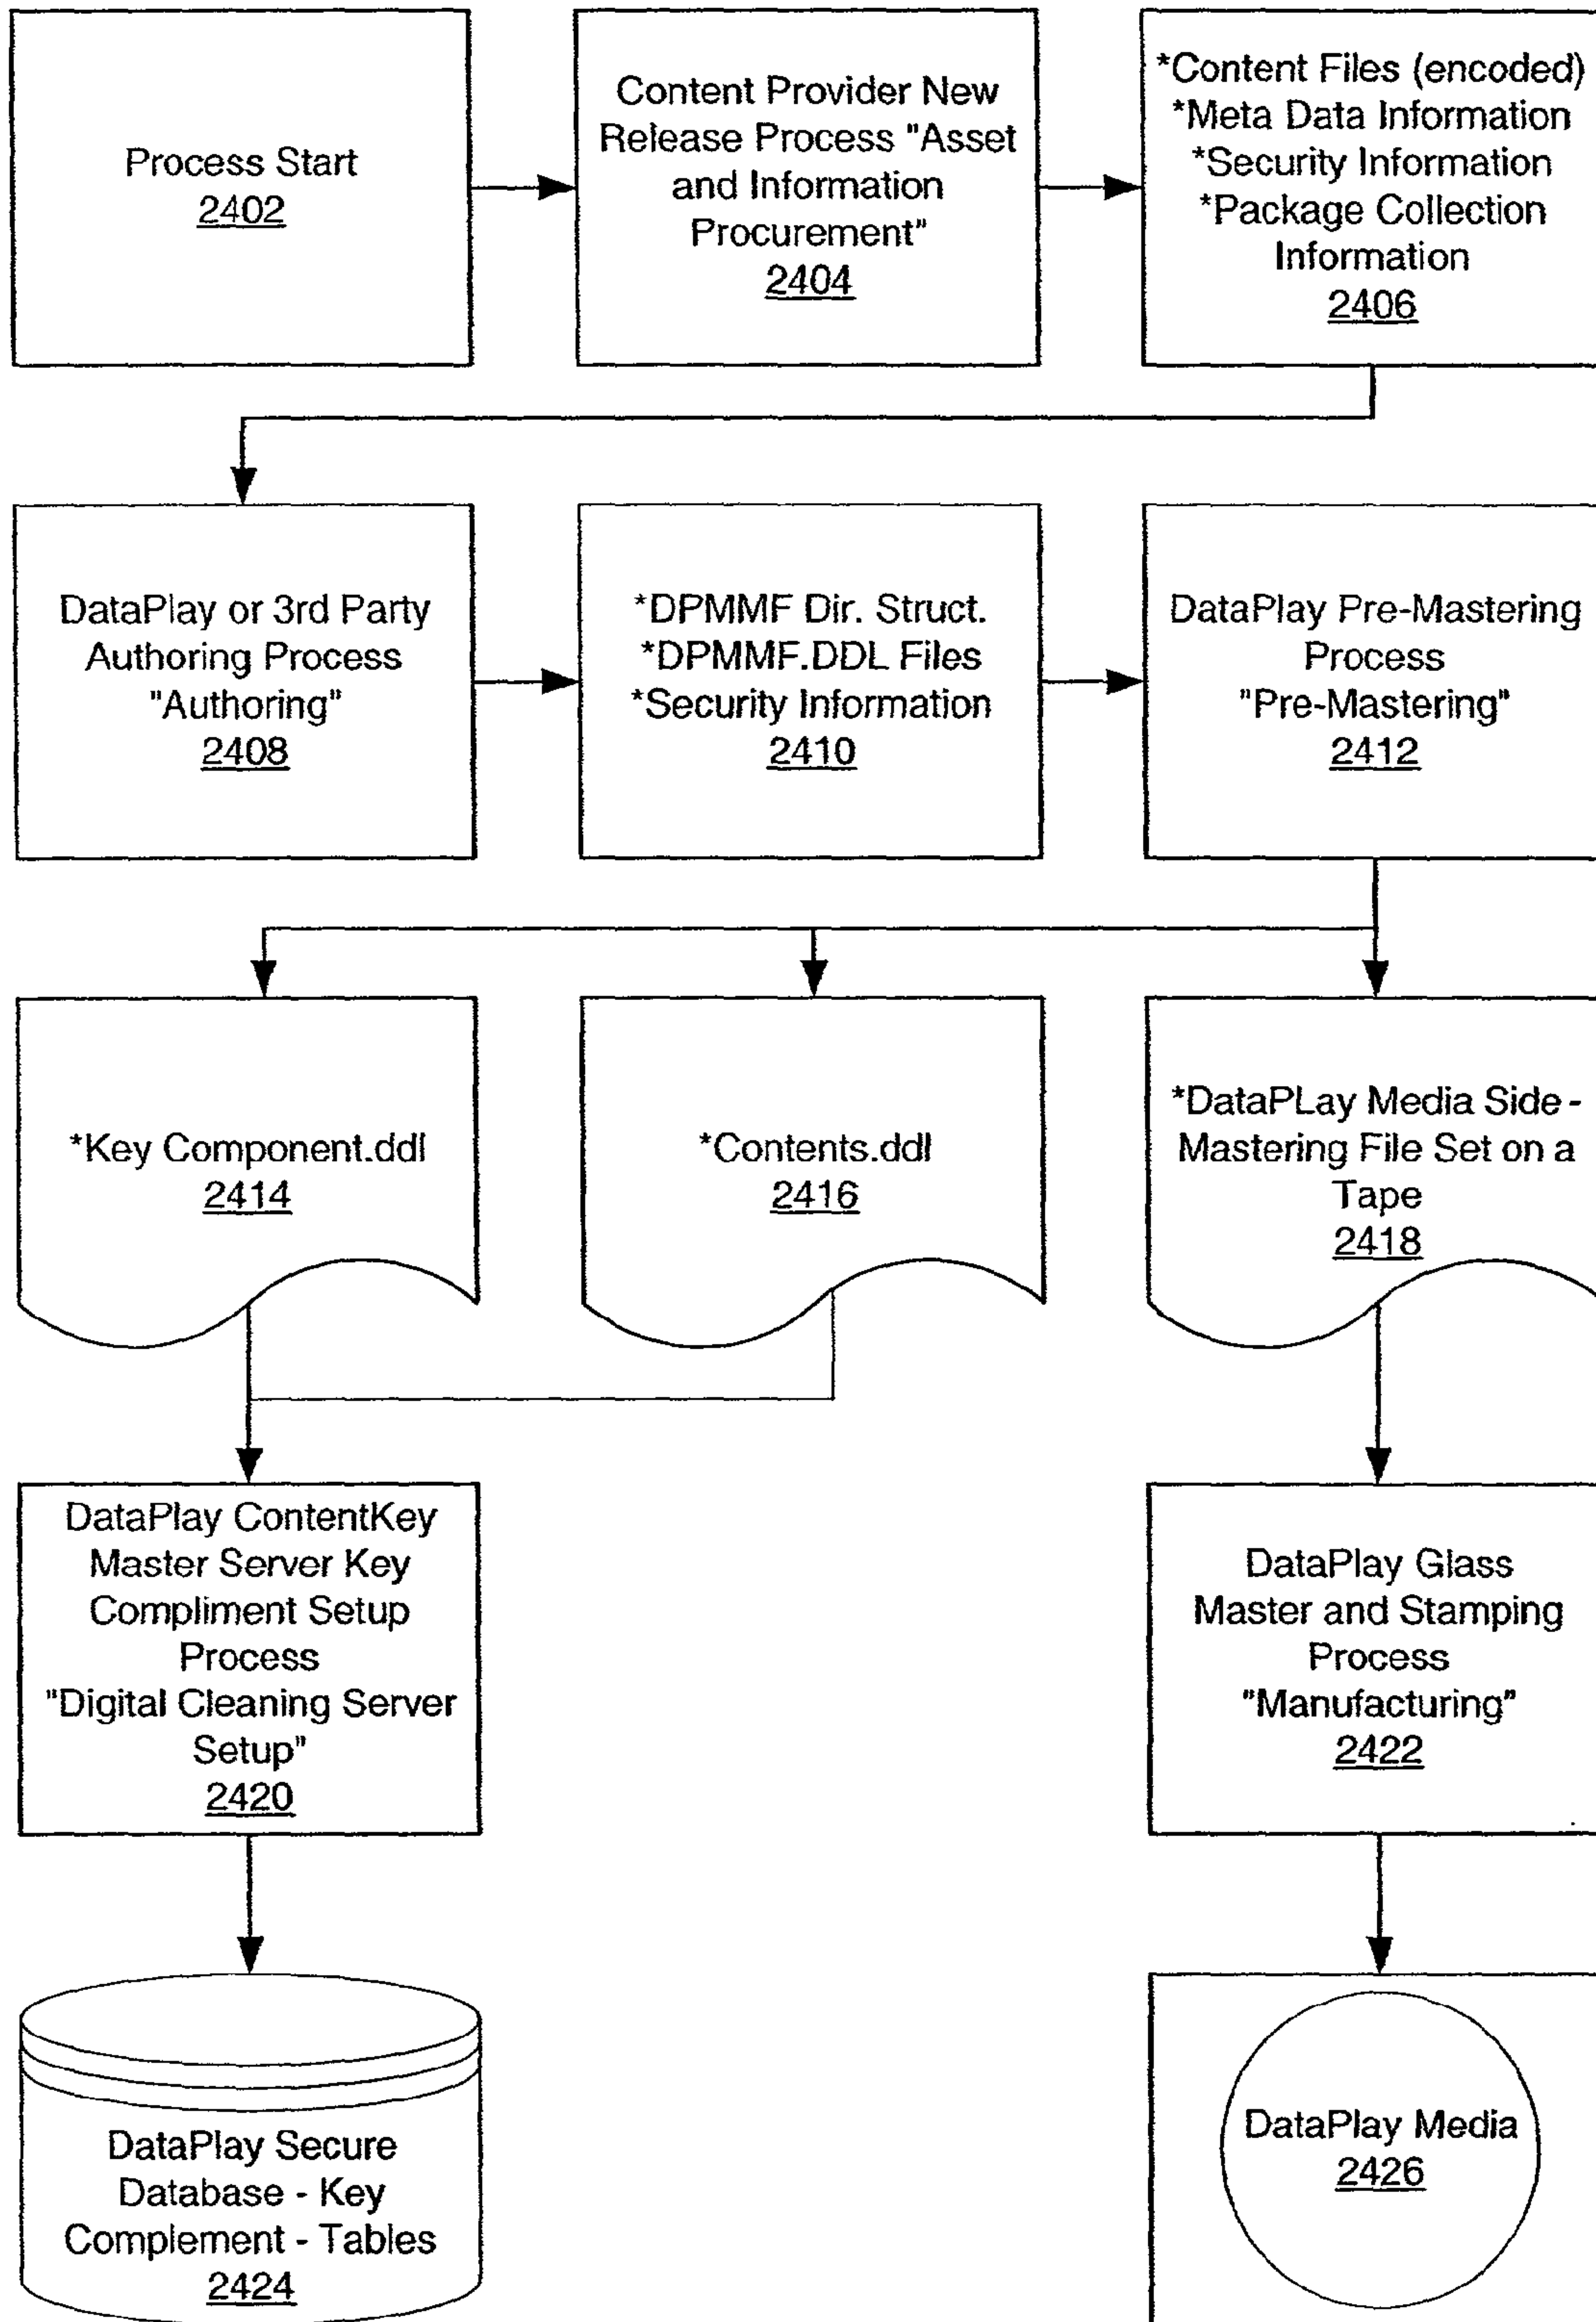 Process Start
2402
Content Provider New
Release Process "Asset
and Information
Procurement"
2404
*Content Files (encoded)
*Meta Data Information
*Security Information
*Package Collection
Information
2406
DataPlay or 3rd Party
Authoring Process
"Authoring"
2408
*DPMMF Dir. Struct.
*DPMMF.DDL Files
*Security Information
2410
DataPlay Pre-Mastering
Process
"Pre-Mastering"
2412
*Key Component.ddl
2414
*Contents.ddl
2416
*DataPLay Media Side -
Mastering File Set on a
Tape
2418
DataPlay ContentKey
Master Server Key
Compliment Setup
Process
"Digital Cleaning Server
Setup"
2420
DataPlay Glass
Master and Stamping
Process
"Manufacturing"
2422
DataPlay Secure
Database - Key
Complement - Tables
2424
DataPlay Media
2426